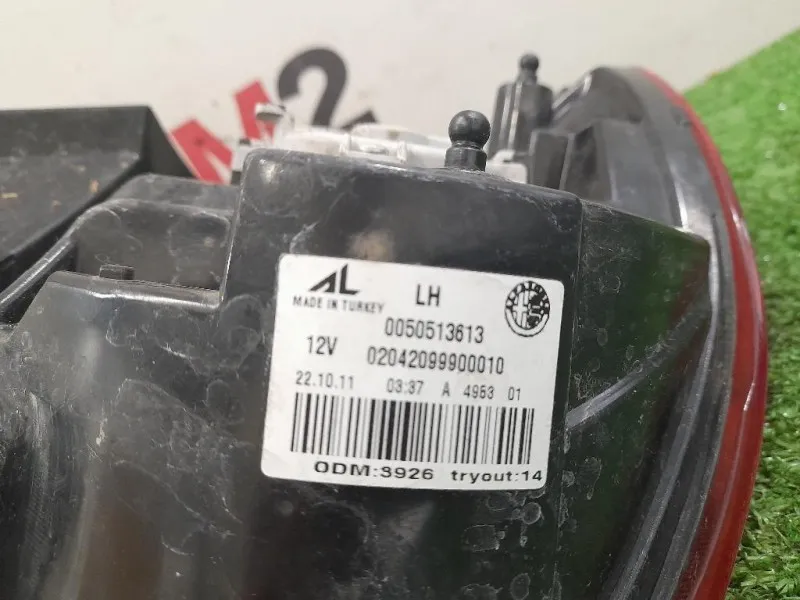 M2
AL
LH
MADE IN TURKEY
0050513613
12V 02042099900010
22.10.11 03:37 A 4953 01
ODM:3926 tryout:14